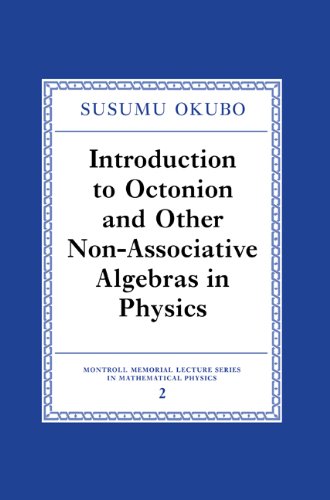 SUSUMU OKUBO
Introduction
to Octonion
and Other
Non-Associative
Algebras in
Physics
MONTROLL MEMORIAL LECTURE SERIES
IN MATHEMATICAL PHYSICS
2